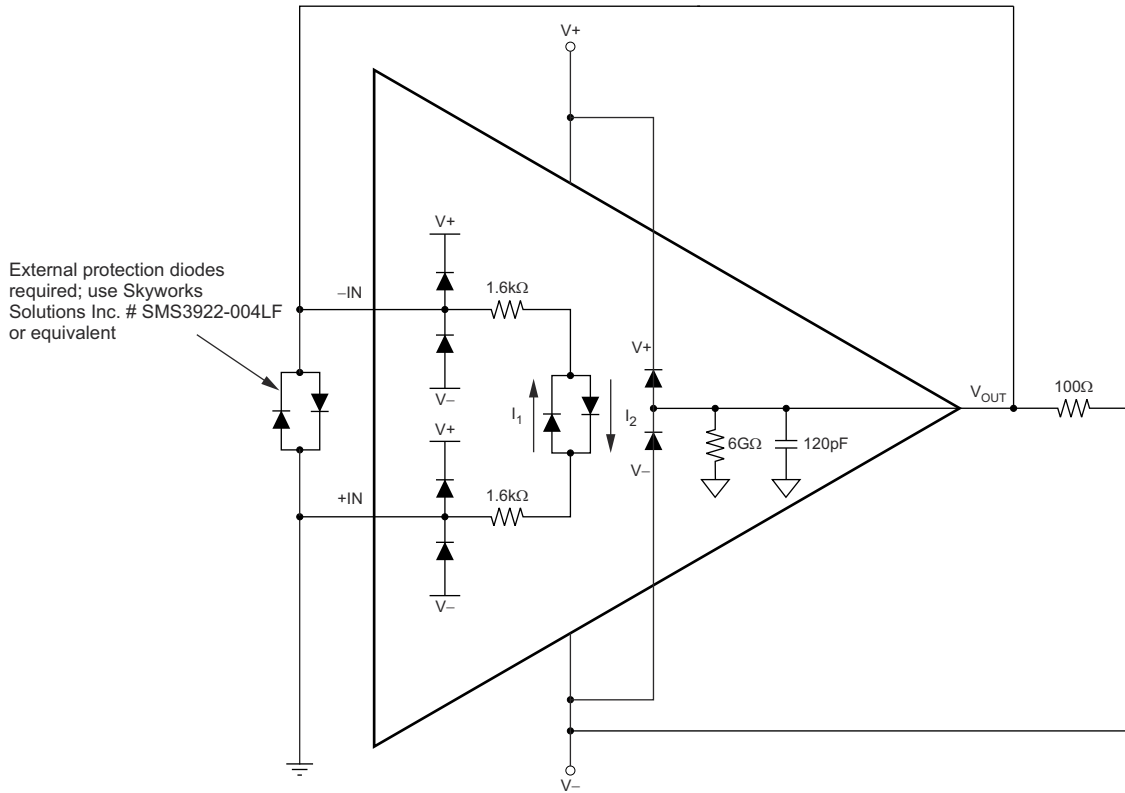 V+
V+
External protection diodes
required; use Skyworks
Solutions Inc. # SMS3922-004LF
or equivalent
–IN
1.6kΩ
V–
V+
I₁
I₂
V+
V–
6GΩ
120pF
VOUT
100Ω
+IN
1.6kΩ
V–
V–